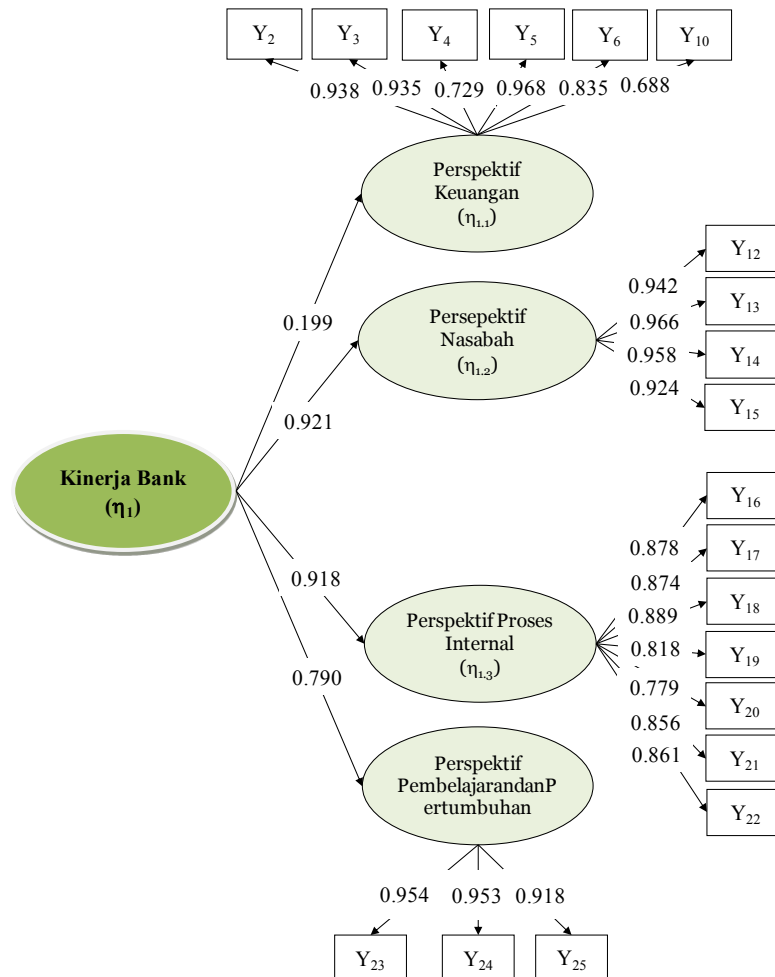 Y2 Y3 Y4 Y5 Y6 Y10
0.938 0.935 0.729 0.968 0.835 0.688
Perspektif
Keuangan
(η1.1)
Y12
0.942
Y13
0.966
Persepektif
Nasabah
(η1.2)
0.958
Y14
0.924
Y15
0.199
0.921
Kinerja Bank
(η1)
Y16
0.878
Y17
0.874
Y18
0.889
0.818
Y19
0.779
Y20
0.856
Y21
0.861
Y22
0.918
Perspektif Proses
Internal
(η1.3)
0.790
Perspektif
PembelajarandanP
ertumbuhan
0.954 0.953 0.918
Y23 Y24 Y25